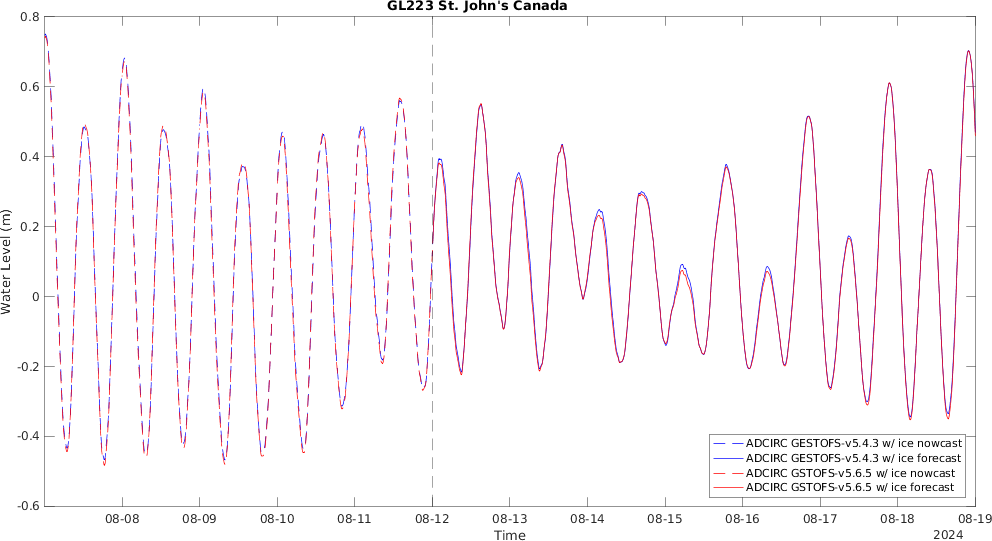 GL223 St. John's Canada
0.8
0.6
0.4
0.2
0
-0.2
-0.4
-0.6
Water Level (m)
ADCIRC GESTOFS-v5.4.3 w/ ice nowcast
ADCIRC GESTOFS-v5.4.3 w/ ice forecast
ADCIRC GSTOFS-v5.6.5 w/ ice nowcast
ADCIRC GSTOFS-v5.6.5 w/ ice forecast
08-08 08-09 08-10 08-11 08-12 08-13 08-14 08-15 08-16 08-17 08-18 08-19
Time
2024